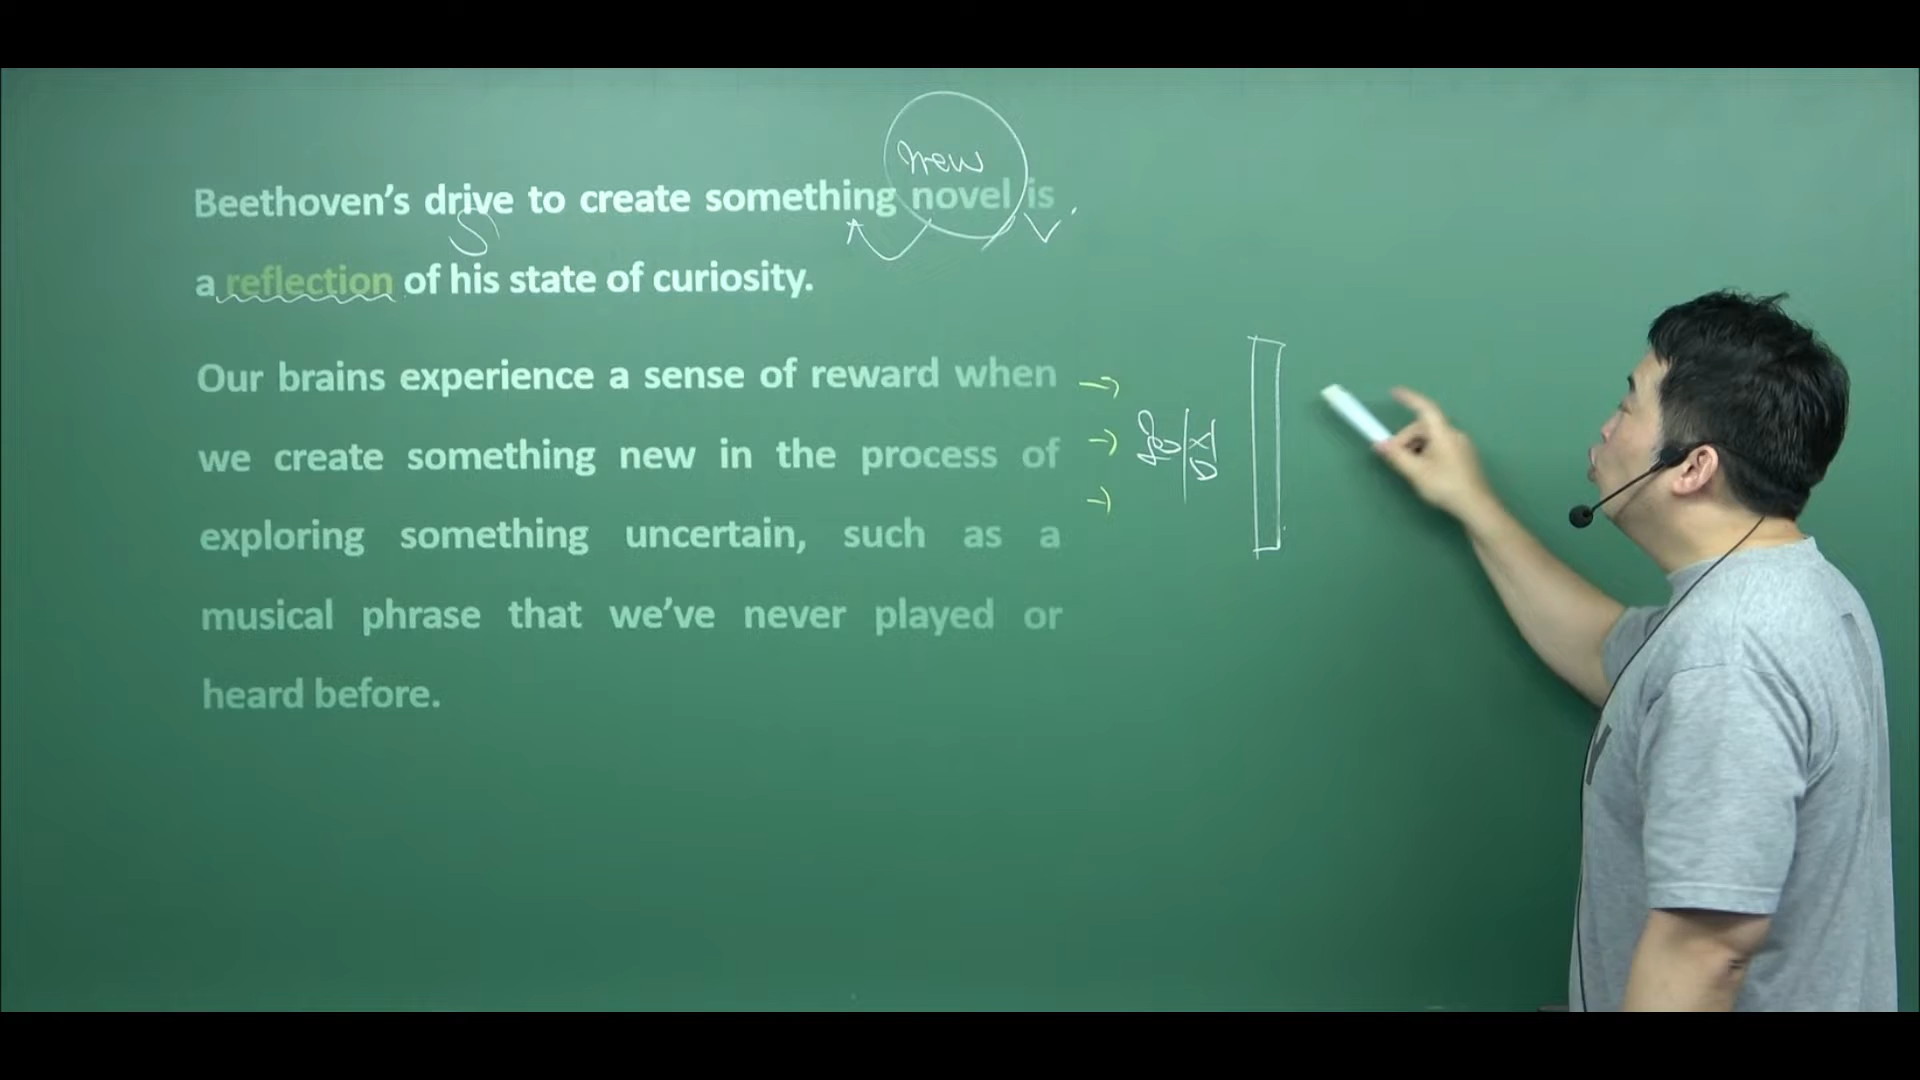 new
Beethoven's drive to create something novel is
S V
a reflection of his state of curiosity.
Our brains experience a sense of reward when
we create something new in the process of
exploring something uncertain, such as a
musical phrase that we've never played or
heard before.